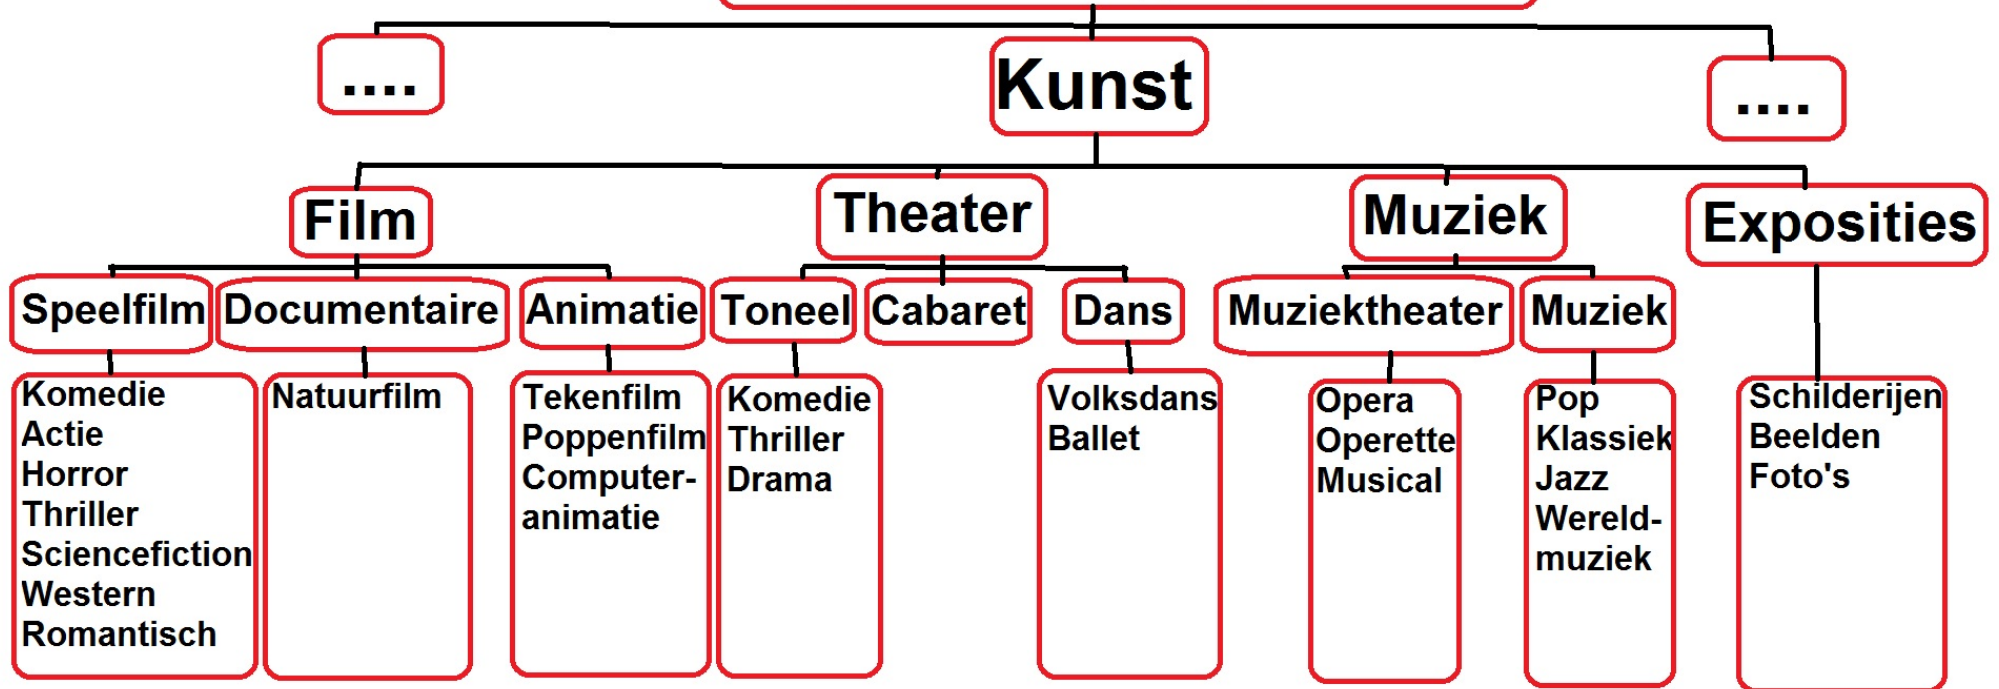 ....
Kunst
....
Film
Theater
Muziek
Exposities
Speelfilm
Documentaire
Animatie
Toneel
Cabaret
Dans
Muziektheater
Muziek
Komedie
Actie
Horror
Thriller
Sciencefiction
Western
Romantisch
Natuurfilm
Tekenfilm
Poppenfilm
Computer-
animatie
Komedie
Thriller
Drama
Volksdans
Ballet
Opera
Operette
Musical
Pop
Klassiek
Jazz
Wereld-
muziek
Schilderijen
Beelden
Foto's